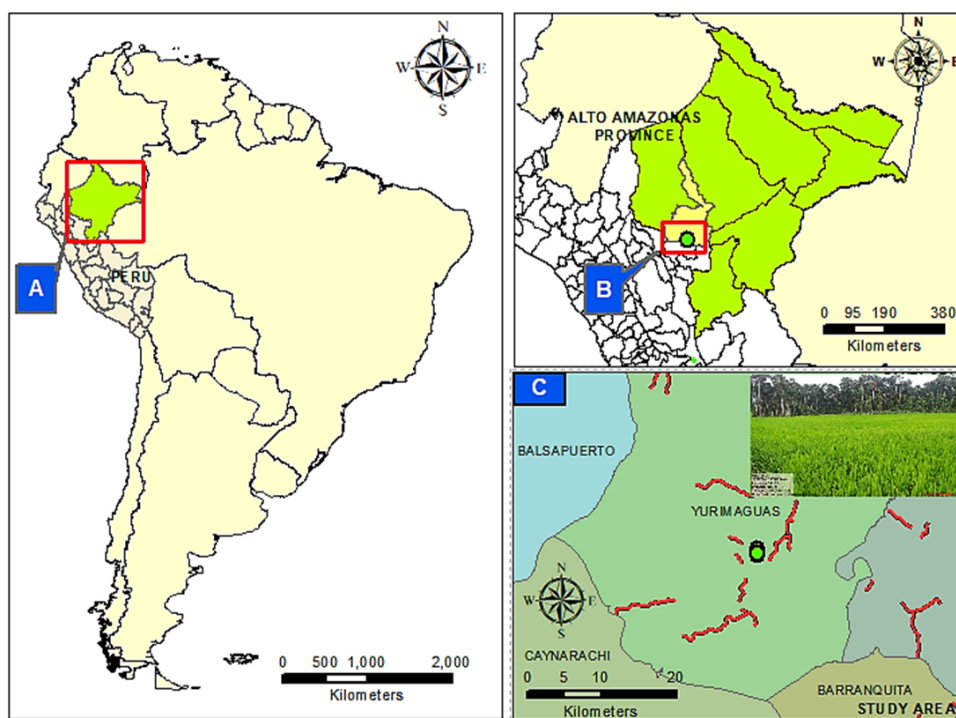 N
W E
S
A
PERU
0 500 1,000 2,000
Kilometers
N
W E
S
ALTO AMAZONAS
PROVINCE
B
0 95 190 380
Kilometers
C
BALSAPUERTO
YURIMAGUAS
N
W E
S
CAYNARACHI
0 5 10 20
Kilometers
BARRANQUITA
STUDY AREA